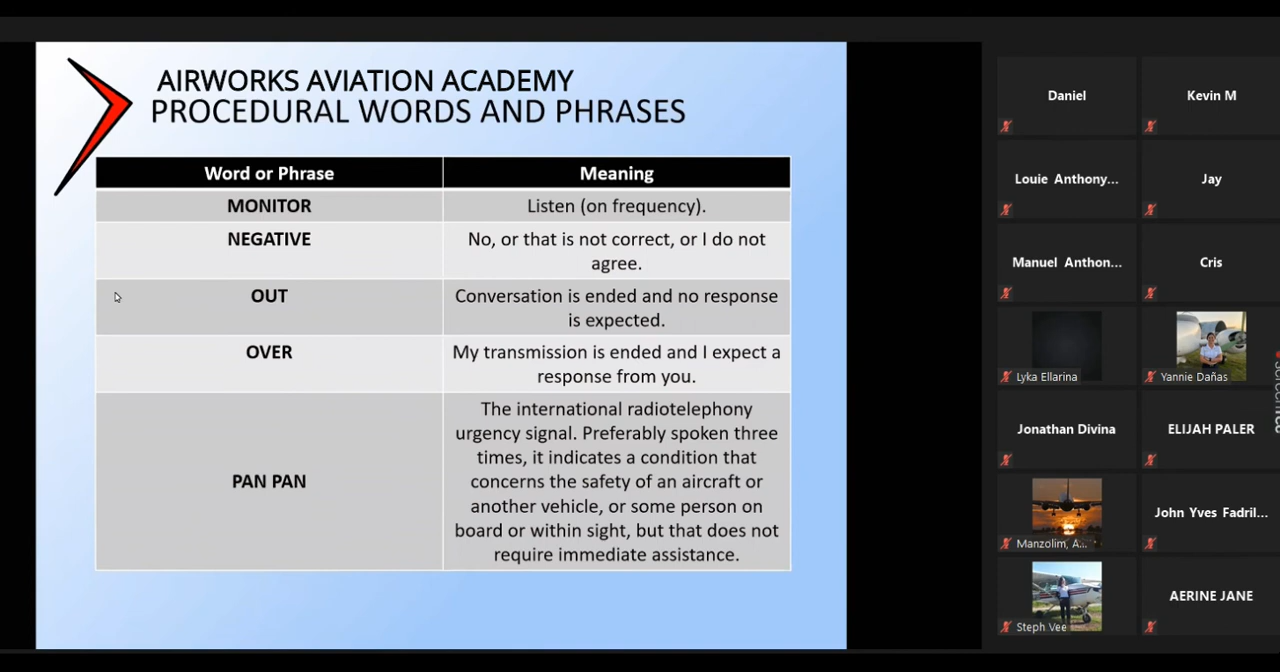 AIRWORKS AVIATION ACADEMY
PROCEDURAL WORDS AND PHRASES
Word or Phrase
Meaning
MONITOR
Listen (on frequency).
NEGATIVE
No, or that is not correct, or I do not
agree.
OUT
Conversation is ended and no response
is expected.
OVER
My transmission is ended and I expect a
response from you.
PAN PAN
The international radiotelephony
urgency signal. Preferably spoken three
times, it indicates a condition that
concerns the safety of an aircraft or
another vehicle, or some person on
board or within sight, but that does not
require immediate assistance.
Daniel
Kevin M
Louie Anthony...
Jay
Manuel Anthon...
Cris
Lyka Ellarina
Yannie Dañas
Jonathan Divina
ELIJAH PALER
Manzolim, A...
John Yves Fadril...
Steph Vee
AERINE JANE